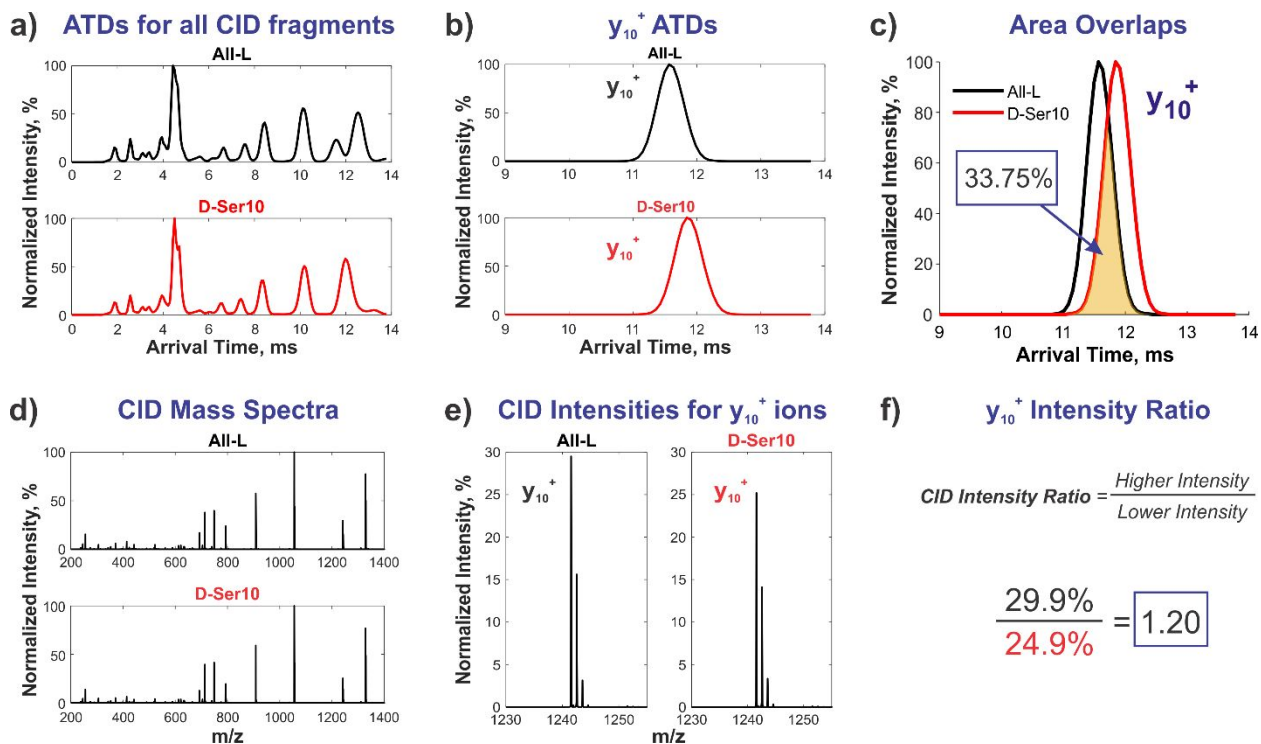 a) ATDs for all CID fragments
All-L
Normalized Intensity, %
100
50
0
0 2 4 6 8 10 12 14
D-Ser10
100
50
0
0 2 4 6 8 10 12 14
Arrival Time, ms
b) y10+ ATDs
All-L
y10+
Normalized Intensity, %
100
50
0
9 10 11 12 13 14
D-Ser10
y10+
100
50
0
9 10 11 12 13 14
Arrival Time, ms
c) Area Overlaps
All-L
D-Ser10
y10+
33.75%
Normalized Intensity, %
100
80
60
40
20
0
9 10 11 12 13 14
Arrival Time, ms
d) CID Mass Spectra
All-L
Normalized Intensity, %
100
50
0
200 400 600 800 1000 1200 1400
D-Ser10
100
50
0
200 400 600 800 1000 1200 1400
m/z
e) CID Intensities for y10+ ions
All-L D-Ser10
y10+ y10+
Normalized Intensity, %
30 30
25 25
20 20
15 15
10 10
5 5
0 0
1230 1240 1250 1230 1240 1250
m/z
f) y10+ Intensity Ratio
CID Intensity Ratio = Higher Intensity
Lower Intensity
29.9%
24.9% = 1.20